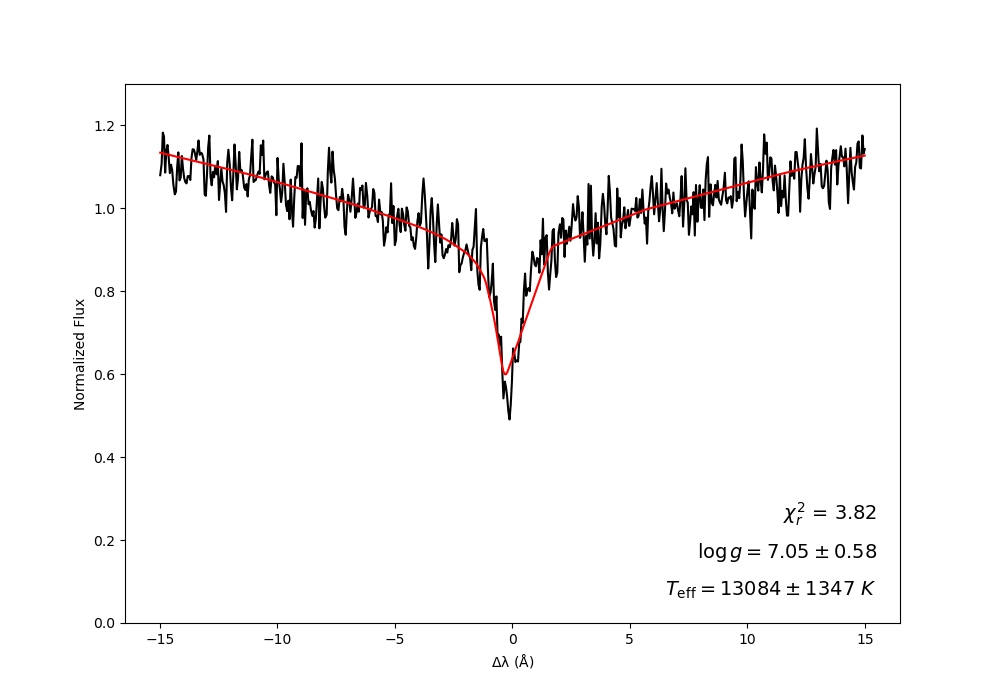 1.2
1.0
0.8
0.6
0.4
0.2
0.0
Normalized Flux
χ²ᵣ = 3.82
log g = 7.05 ± 0.58
T_eff = 13084 ± 1347 K
−15 −10 −5 0 5 10 15
Δλ (Å)